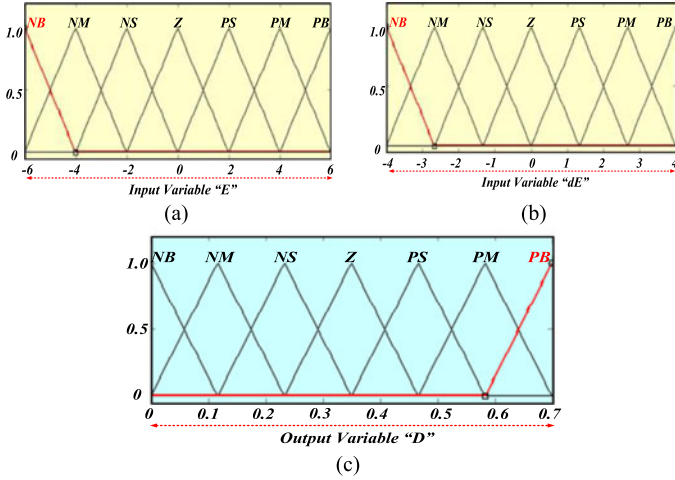 NB NM NS Z PS PM PB
1.0
0.5
0
-6 -4 -2 0 2 4 6
Input Variable “E”
(a)
NB NM NS Z PS PM PB
1.0
0.5
0
-4 -3 -2 -1 0 1 2 3 4
Input Variable “dE”
(b)
NB NM NS Z PS PM PB
1.0
0.5
0
0 0.1 0.2 0.3 0.4 0.5 0.6 0.7
Output Variable “D”
(c)